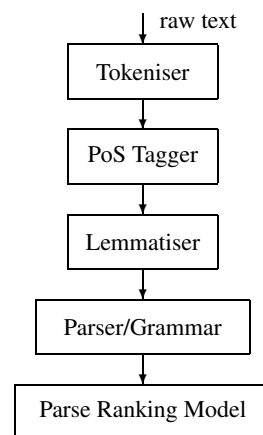 raw text
Tokeniser
PoS Tagger
Lemmatiser
Parser/Grammar
Parse Ranking Model